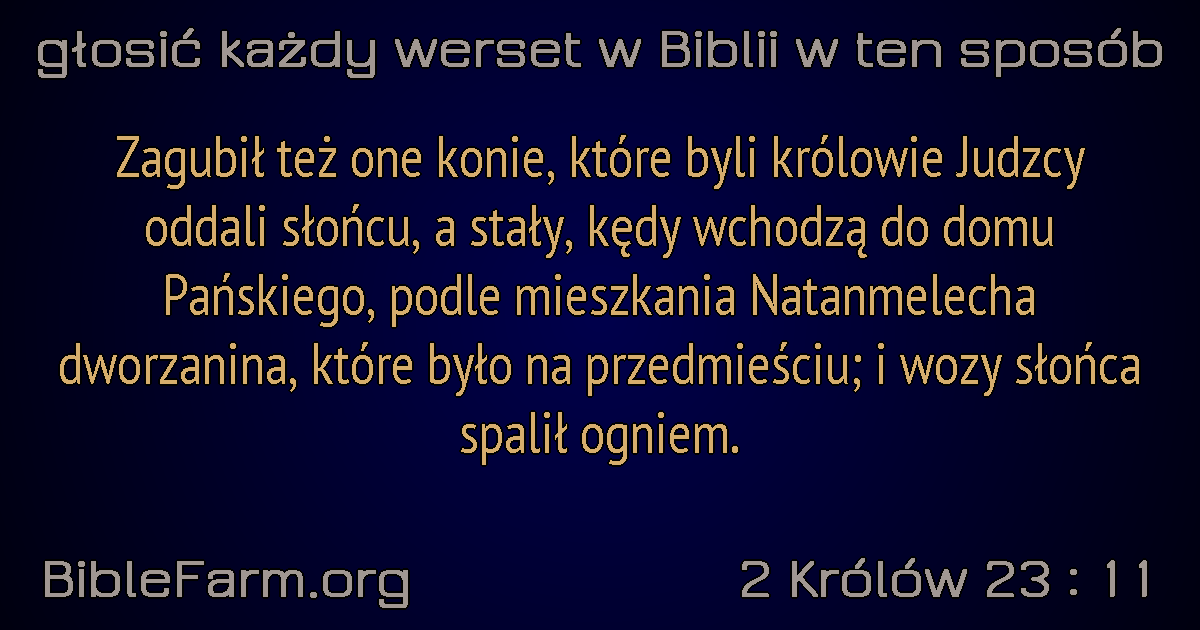 głosić każdy werset w Biblii w ten sposób
Zagubił też one konie, które byli królowie Judzcy
oddali słońcu, a stały, kędy wchodzą do domu
Pańskiego, podle mieszkania Natanmelecha
dworzanina, które było na przedmieściu; i wozy słońca
spalił ogniem.
BibleFarm.org
2 Królów 23 : 11